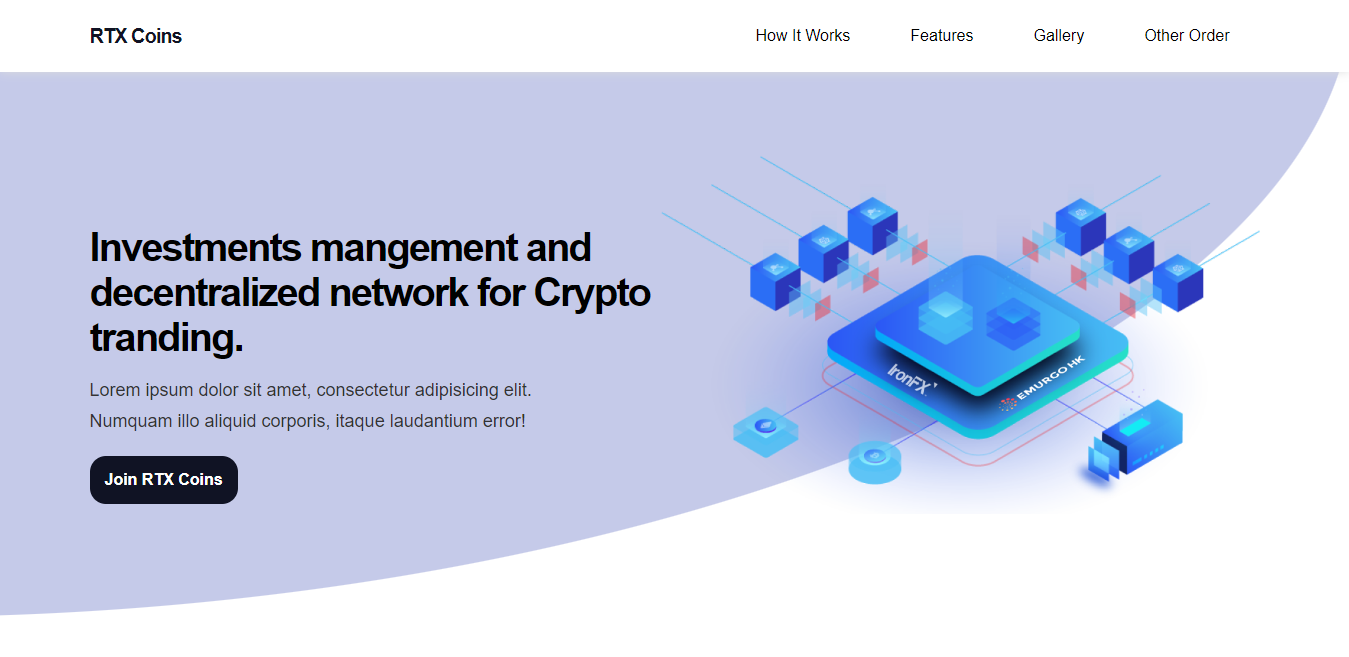 RTX Coins
How It Works
Features
Gallery
Other Order
Investments mangement and
decentralized network for Crypto
tranding.
Lorem ipsum dolor sit amet, consectetur adipisicing elit.
Numquam illo aliquid corporis, itaque laudantium error!
Join RTX Coins
IronFX
EMURGO HK